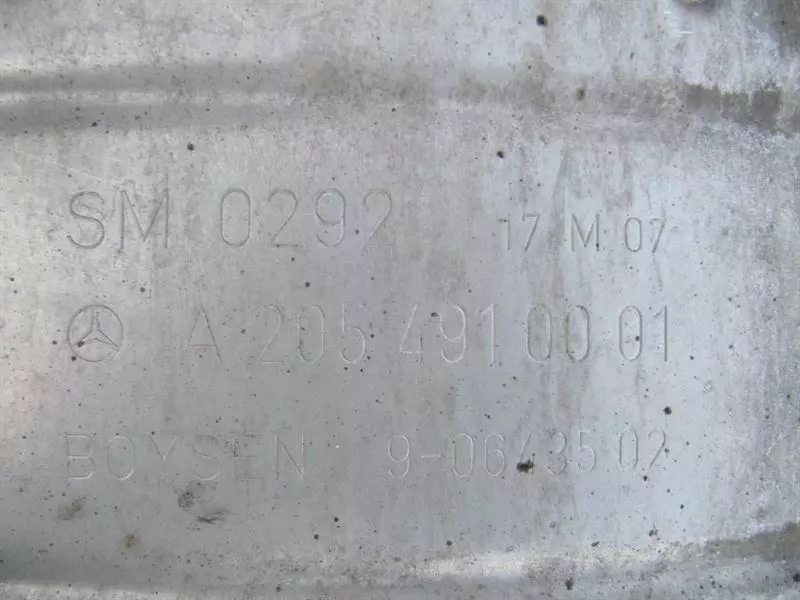 SM 0292 17 M 07
A 205 491 00 01
BOYSEN 9-06435.02